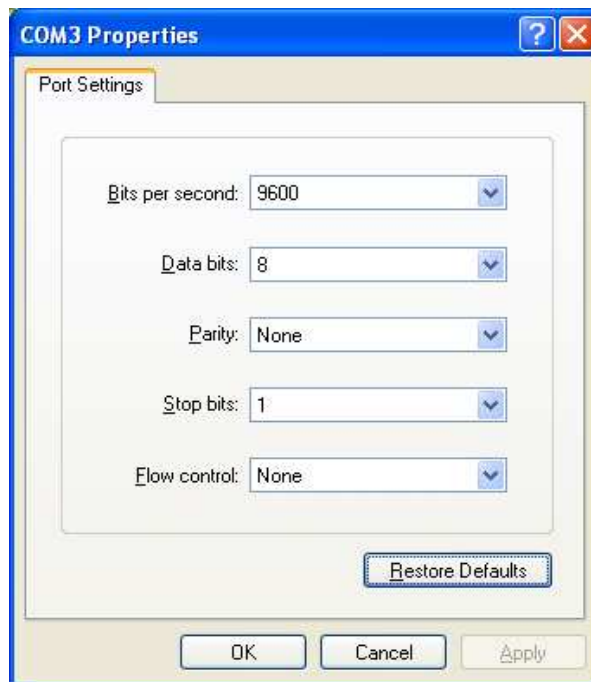 COM3 Properties
Port Settings
Bits per second: 9600
Data bits: 8
Parity: None
Stop bits: 1
Flow control: None
Restore Defaults
OK Cancel Apply